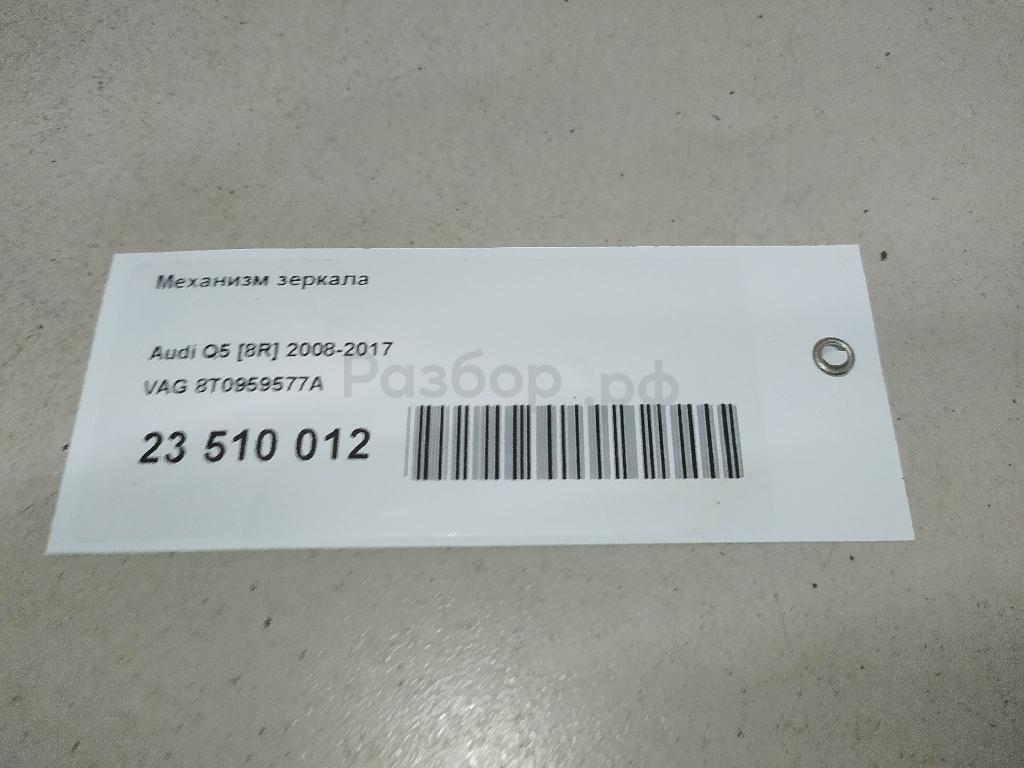 Механизм зеркала
Audi Q5 [8R] 2008-2017
VAG 8T0959577A
Разбор.рф
23 510 012